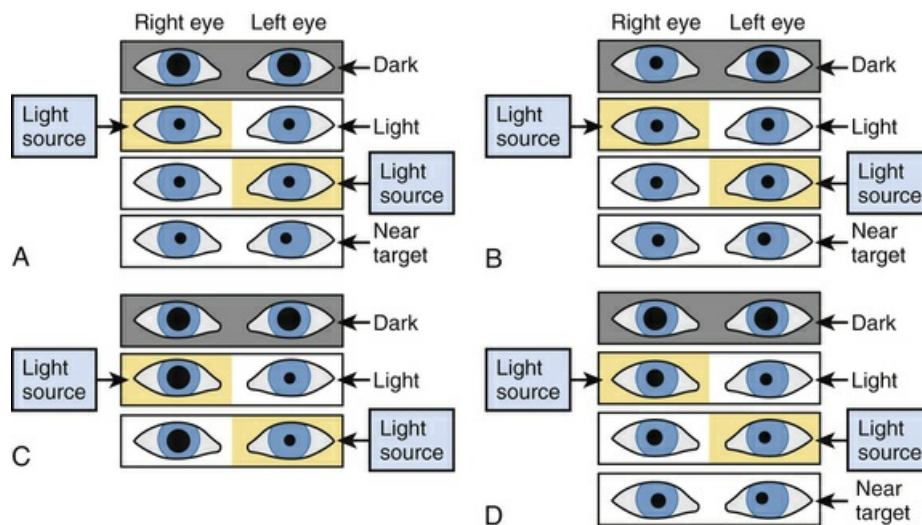 Right eye Left eye
Dark
Light
source
Light
Light
source
Near
target
A
Right eye Left eye
Dark
Light
source
Light
Light
source
Near
target
B
Dark
Light
source
Light
Light
source
C
Dark
Light
source
Light
Light
source
Near
target
D